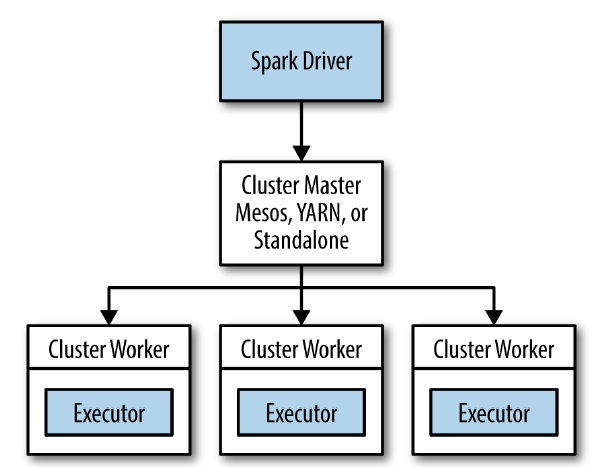 Spark Driver
Cluster Master
Mesos, YARN, or
Standalone
Cluster Worker
Cluster Worker
Cluster Worker
Executor
Executor
Executor